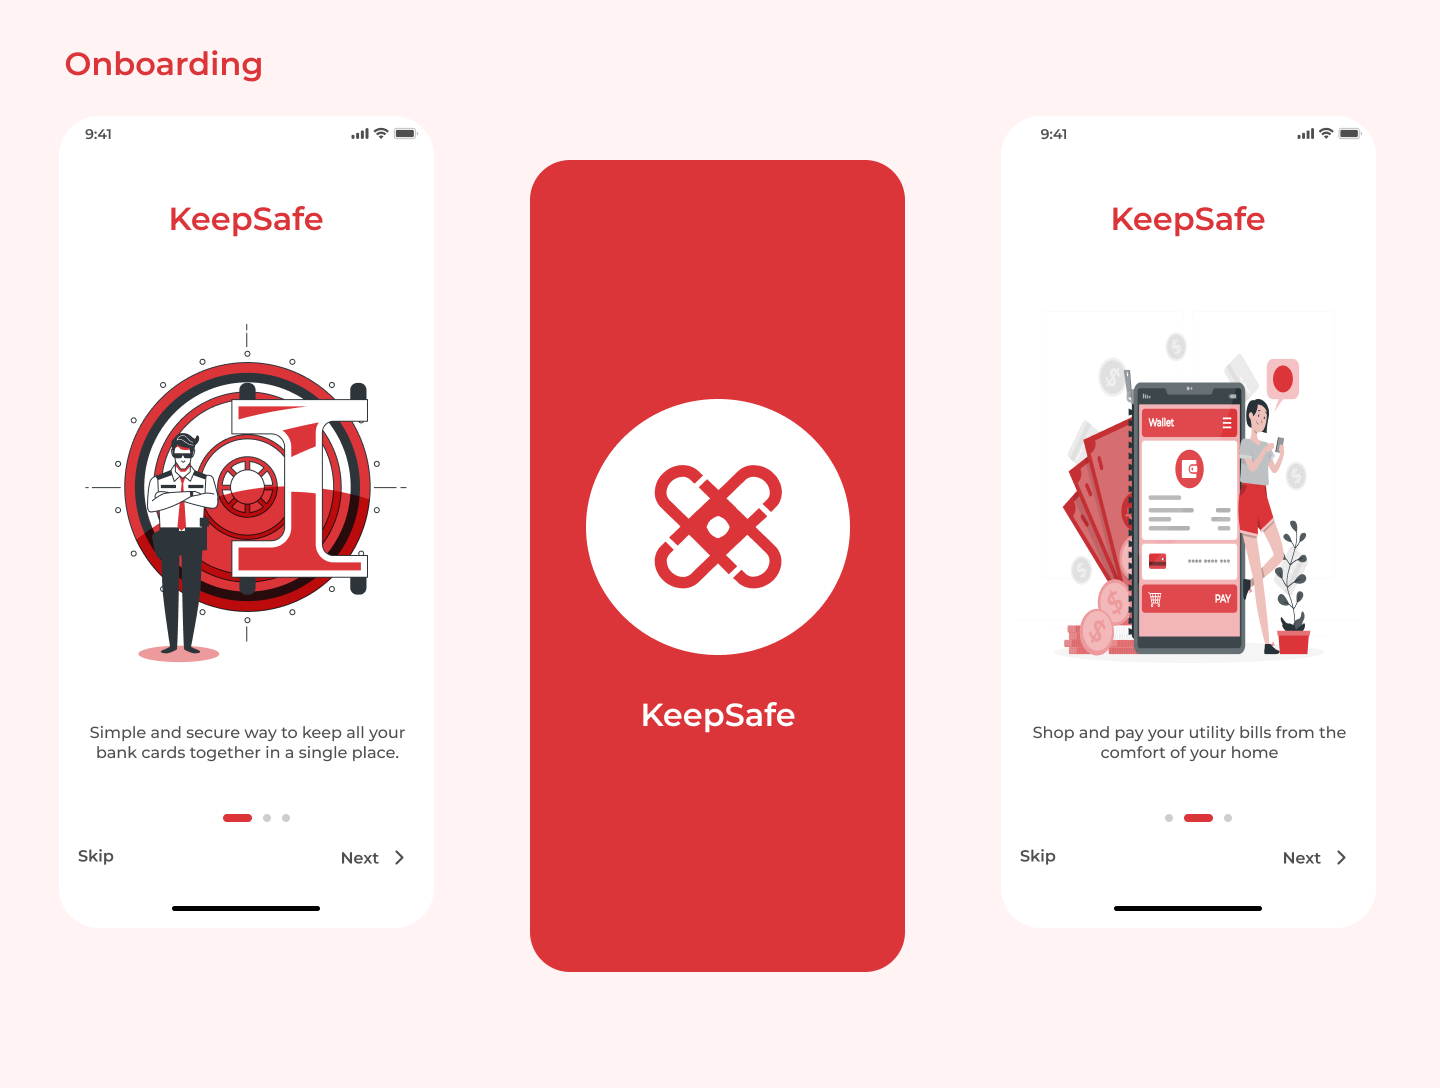 Onboarding
9:41
KeepSafe
Simple and secure way to keep all your
bank cards together in a single place.
Skip
Next
KeepSafe
9:41
KeepSafe
Wallet
PAY
Shop and pay your utility bills from the
comfort of your home
Skip
Next